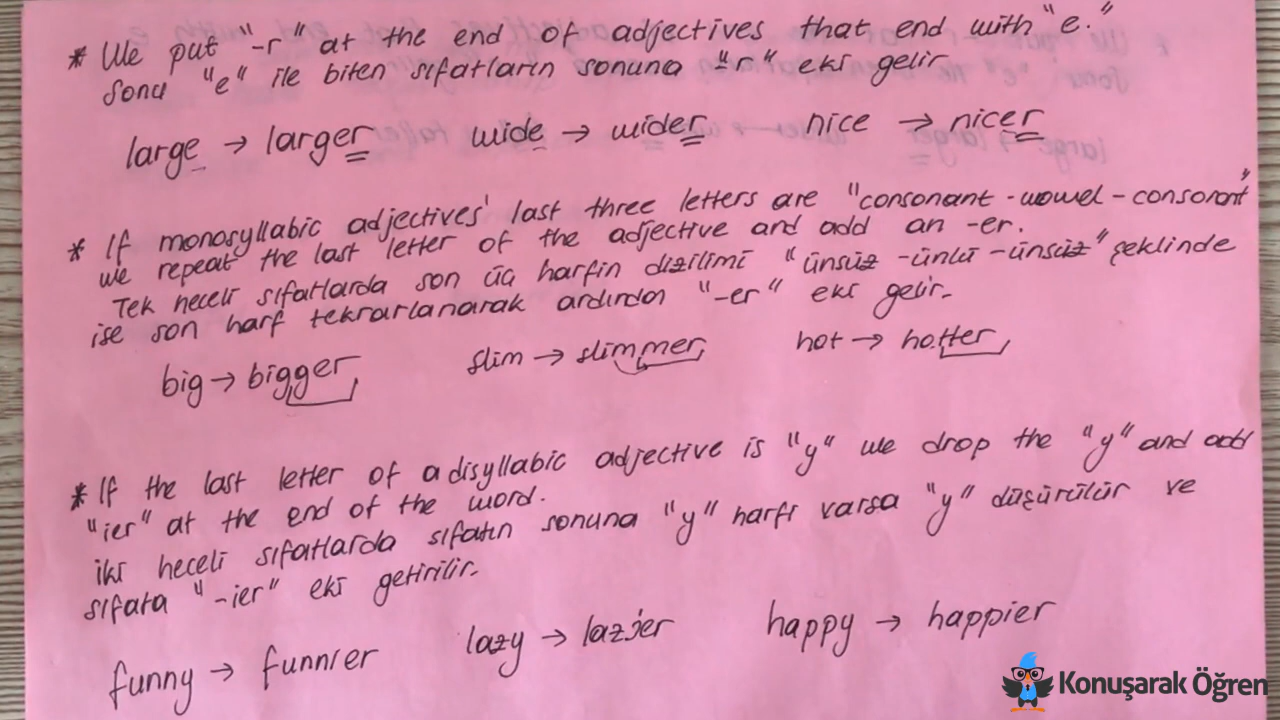 * We put "-r" at the end of adjectives that end with "e."
Sonu "e" ile biten sıfatların sonuna "r" eki gelir
large → larger wide → wider nice → nicer
* If monosyllabic adjectives' last three letters are "consonant-wowel-consonant"
we repeat the last letter of the adjective and add an -er.
Tek heceli sıfatlarda son üç harfin dizilimi "ünsüz-ünlü-ünsüz" şeklinde
ise son harf tekrarlanarak ardından "-er" eki gelir.
big → bigger slim → slimmer hot → hotter
* If the last letter of a disyllabic adjective is "y" we drop the "y" and add
"ier" at the end of the word.
iki heceli sıfatlarda sıfatın sonuna "y" harfi varsa "y" düşürülür ve
sıfata "-ier" eki getirilir.
funny → funnier lazy → lazier happy → happier
Konuşarak Öğren